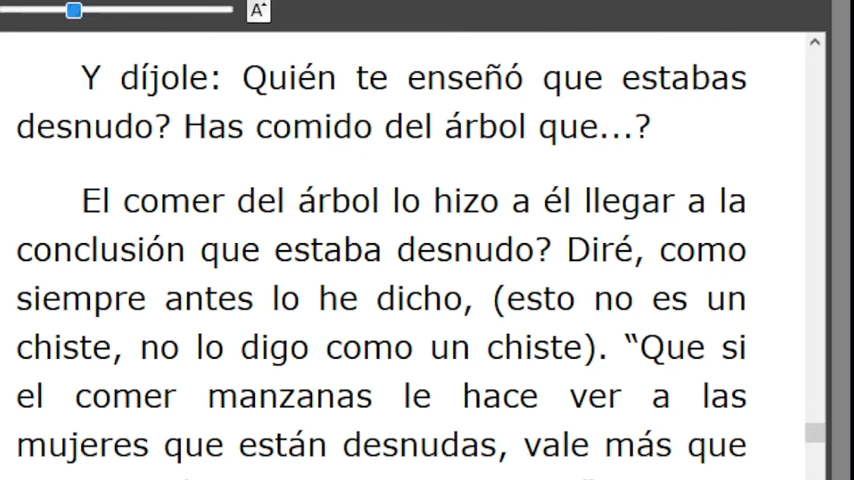 A
Y díjole: Quién te enseñó que estabas
desnudo? Has comido del árbol que...?
El comer del árbol lo hizo a él llegar a la
conclusión que estaba desnudo? Diré, como
siempre antes lo he dicho, (esto no es un
chiste, no lo digo como un chiste). “Que si
el comer manzanas le hace ver a las
mujeres que están desnudas, vale más que